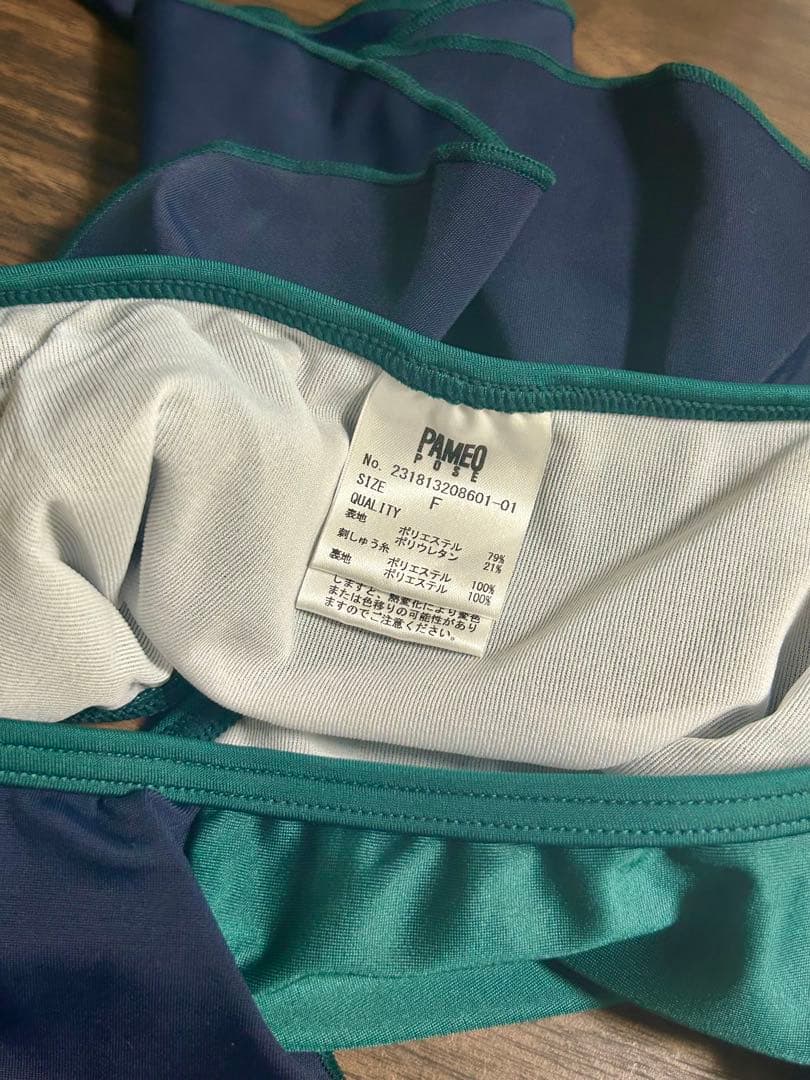 PAMEO
POSE
No. 231813208601-01
SIZE F
QUALITY
表地 ポリエステル 79%
ポリウレタン 21%
刺しゅう糸 ポリエステル 100%
裏地 ポリエステル 100%
しますと、経変化により変色
または色移りの可能性があり
ますのでご注意ください。